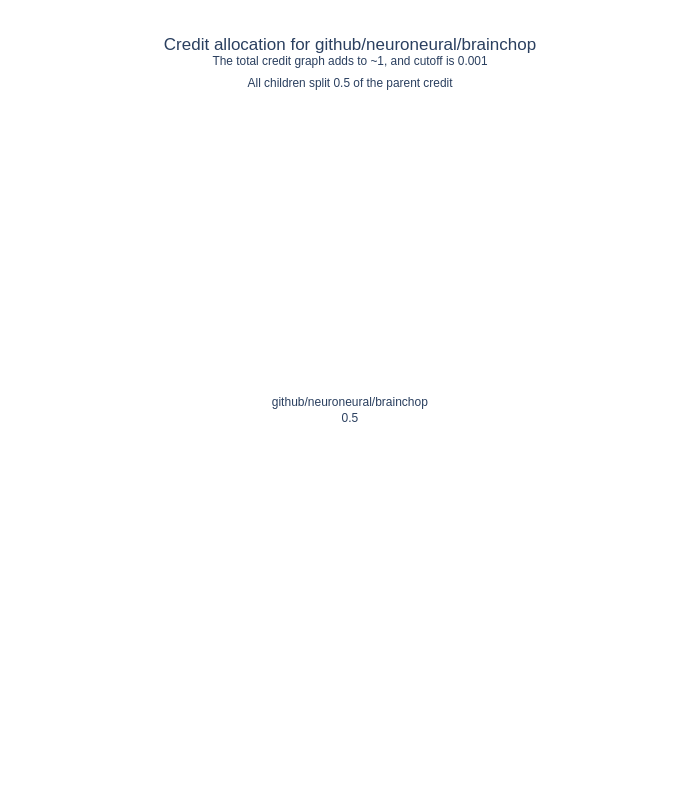 Credit allocation for github/neuroneural/brainchop
The total credit graph adds to ~1, and cutoff is 0.001
All children split 0.5 of the parent credit
github/neuroneural/brainchop
0.5